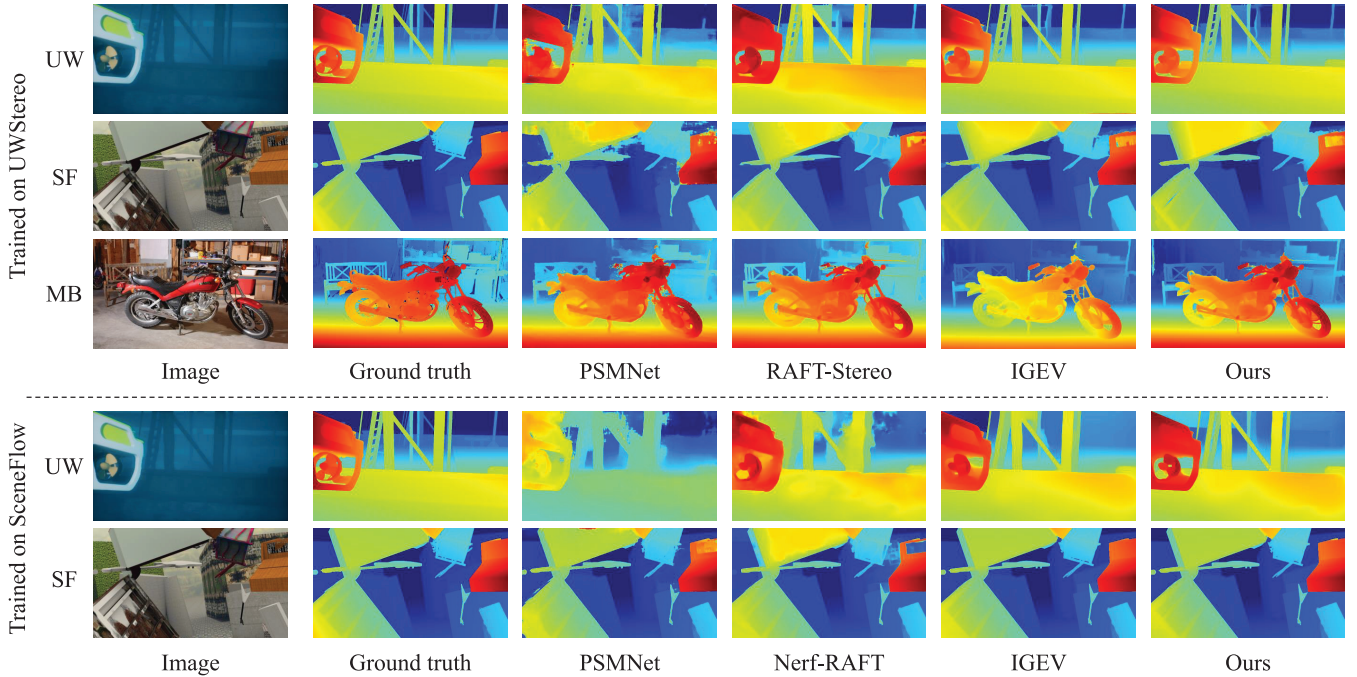 Trained on UWStereo
UW
SF
MB
Image Ground truth PSMNet RAFT-Stereo IGEV Ours
Trained on SceneFlow
UW
SF
Image Ground truth PSMNet Nerf-RAFT IGEV Ours